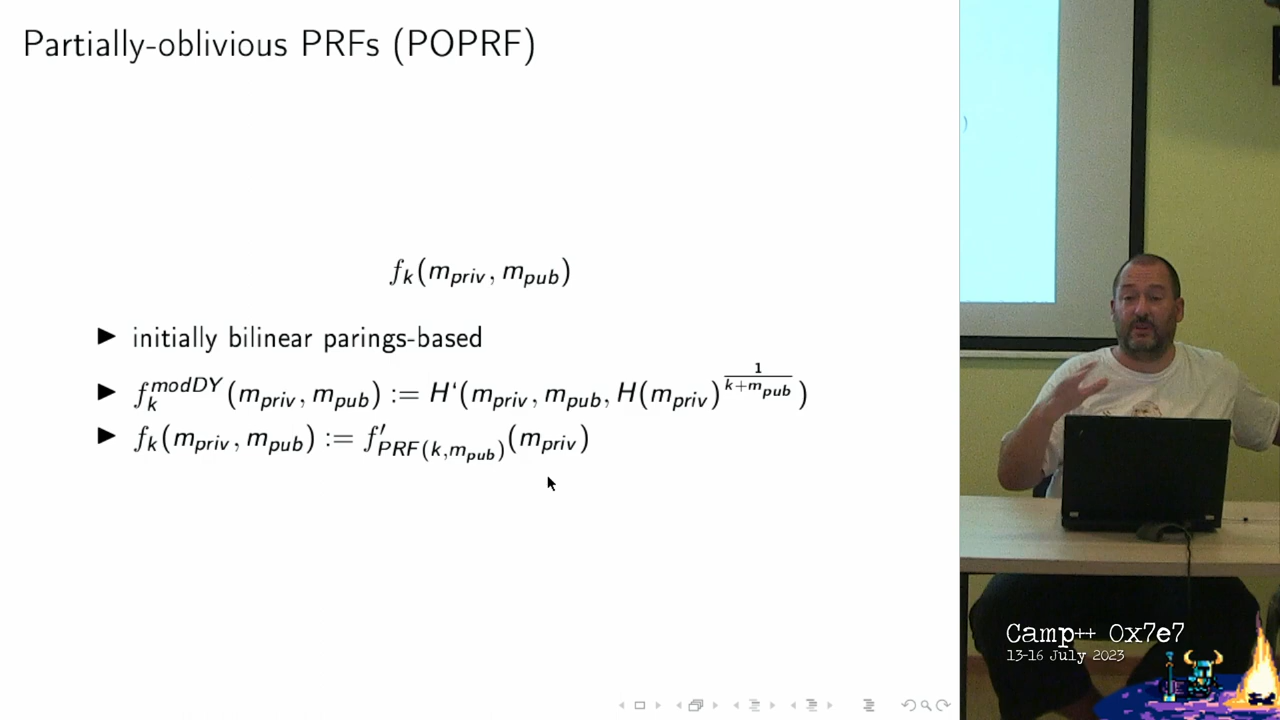 Partially-oblivious PRFs (POPRF)
f_k(m_priv, m_pub)
▶ initially bilinear parings-based
▶ f_k^{modDY}(m_priv, m_pub) := H‘(m_priv, m_pub, H(m_priv)^{1/(k+m_pub)})
▶ f_k(m_priv, m_pub) := f′_{PRF(k,m_pub)}(m_priv)
)
Camp++ 0x7e7
13-16 July 2023